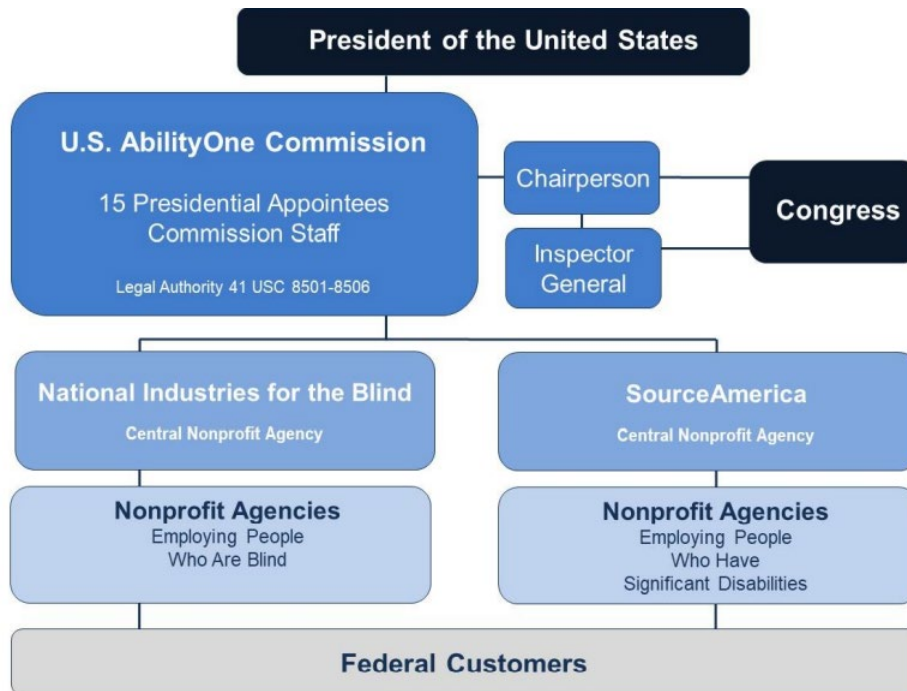 President of the United States
U.S. AbilityOne Commission
15 Presidential Appointees
Commission Staff
Legal Authority 41 USC 8501-8506
Chairperson
Inspector
General
Congress
National Industries for the Blind
Central Nonprofit Agency
SourceAmerica
Central Nonprofit Agency
Nonprofit Agencies
Employing People
Who Are Blind
Nonprofit Agencies
Employing People
Who Have
Significant Disabilities
Federal Customers